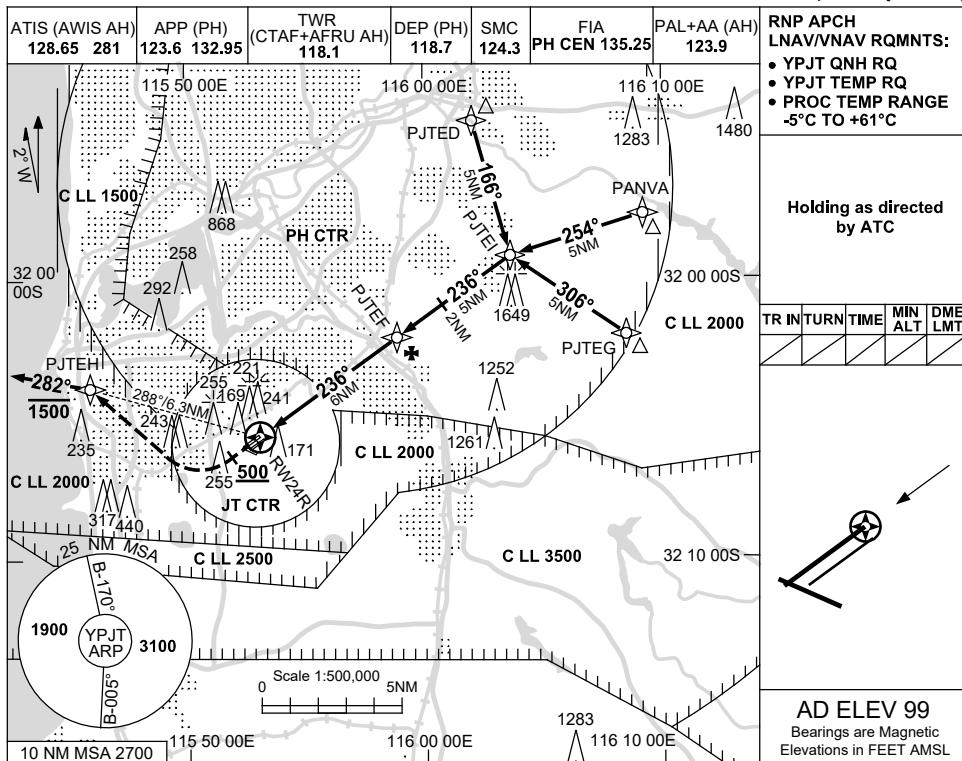 ATIS (AWIS AH)
128.65 281
APP (PH)
123.6 132.95
TWR
(CTAF+AFRU AH)
118.1
DEP (PH)
118.7
SMC
124.3
FIA
PH CEN 135.25
PAL+AA (AH)
123.9
RNP APCH
LNAV/VNAV RQMNTS:
• YPJT QNH RQ
• YPJT TEMP RQ
• PROC TEMP RANGE
-5°C TO +61°C
Holding as directed
by ATC
TR IN TURN TIME MIN ALT DME LMT
AD ELEV 99
Bearings are Magnetic
Elevations in FEET AMSL
115 50 00E
116 00 00E
116 10 00E
2° W
PJTED
1283
1480
C LL 1500
868
166°
5NM
PANVA
PH CTR
PJTEI
254°
5NM
258
32 00
00S
292
PJTEF
236°
5NM
2NM
1649
306°
5NM
32 00 00S
C LL 2000
PJTEG
PJTEH
282°
1500
288°/6.3NM
255
221
169
241
236°
6NM
1252
243
235
171
1261
C LL 2000
C LL 2000
255
500
RW24R
JT CTR
317
440
C LL 2500
C LL 3500
32 10 00S
25 NM MSA
B-170°
1900
YPJT
ARP
3100
B-005°
Scale 1:500,000
0 5NM
1283
10 NM MSA 2700
115 50 00E
116 00 00E
116 10 00E